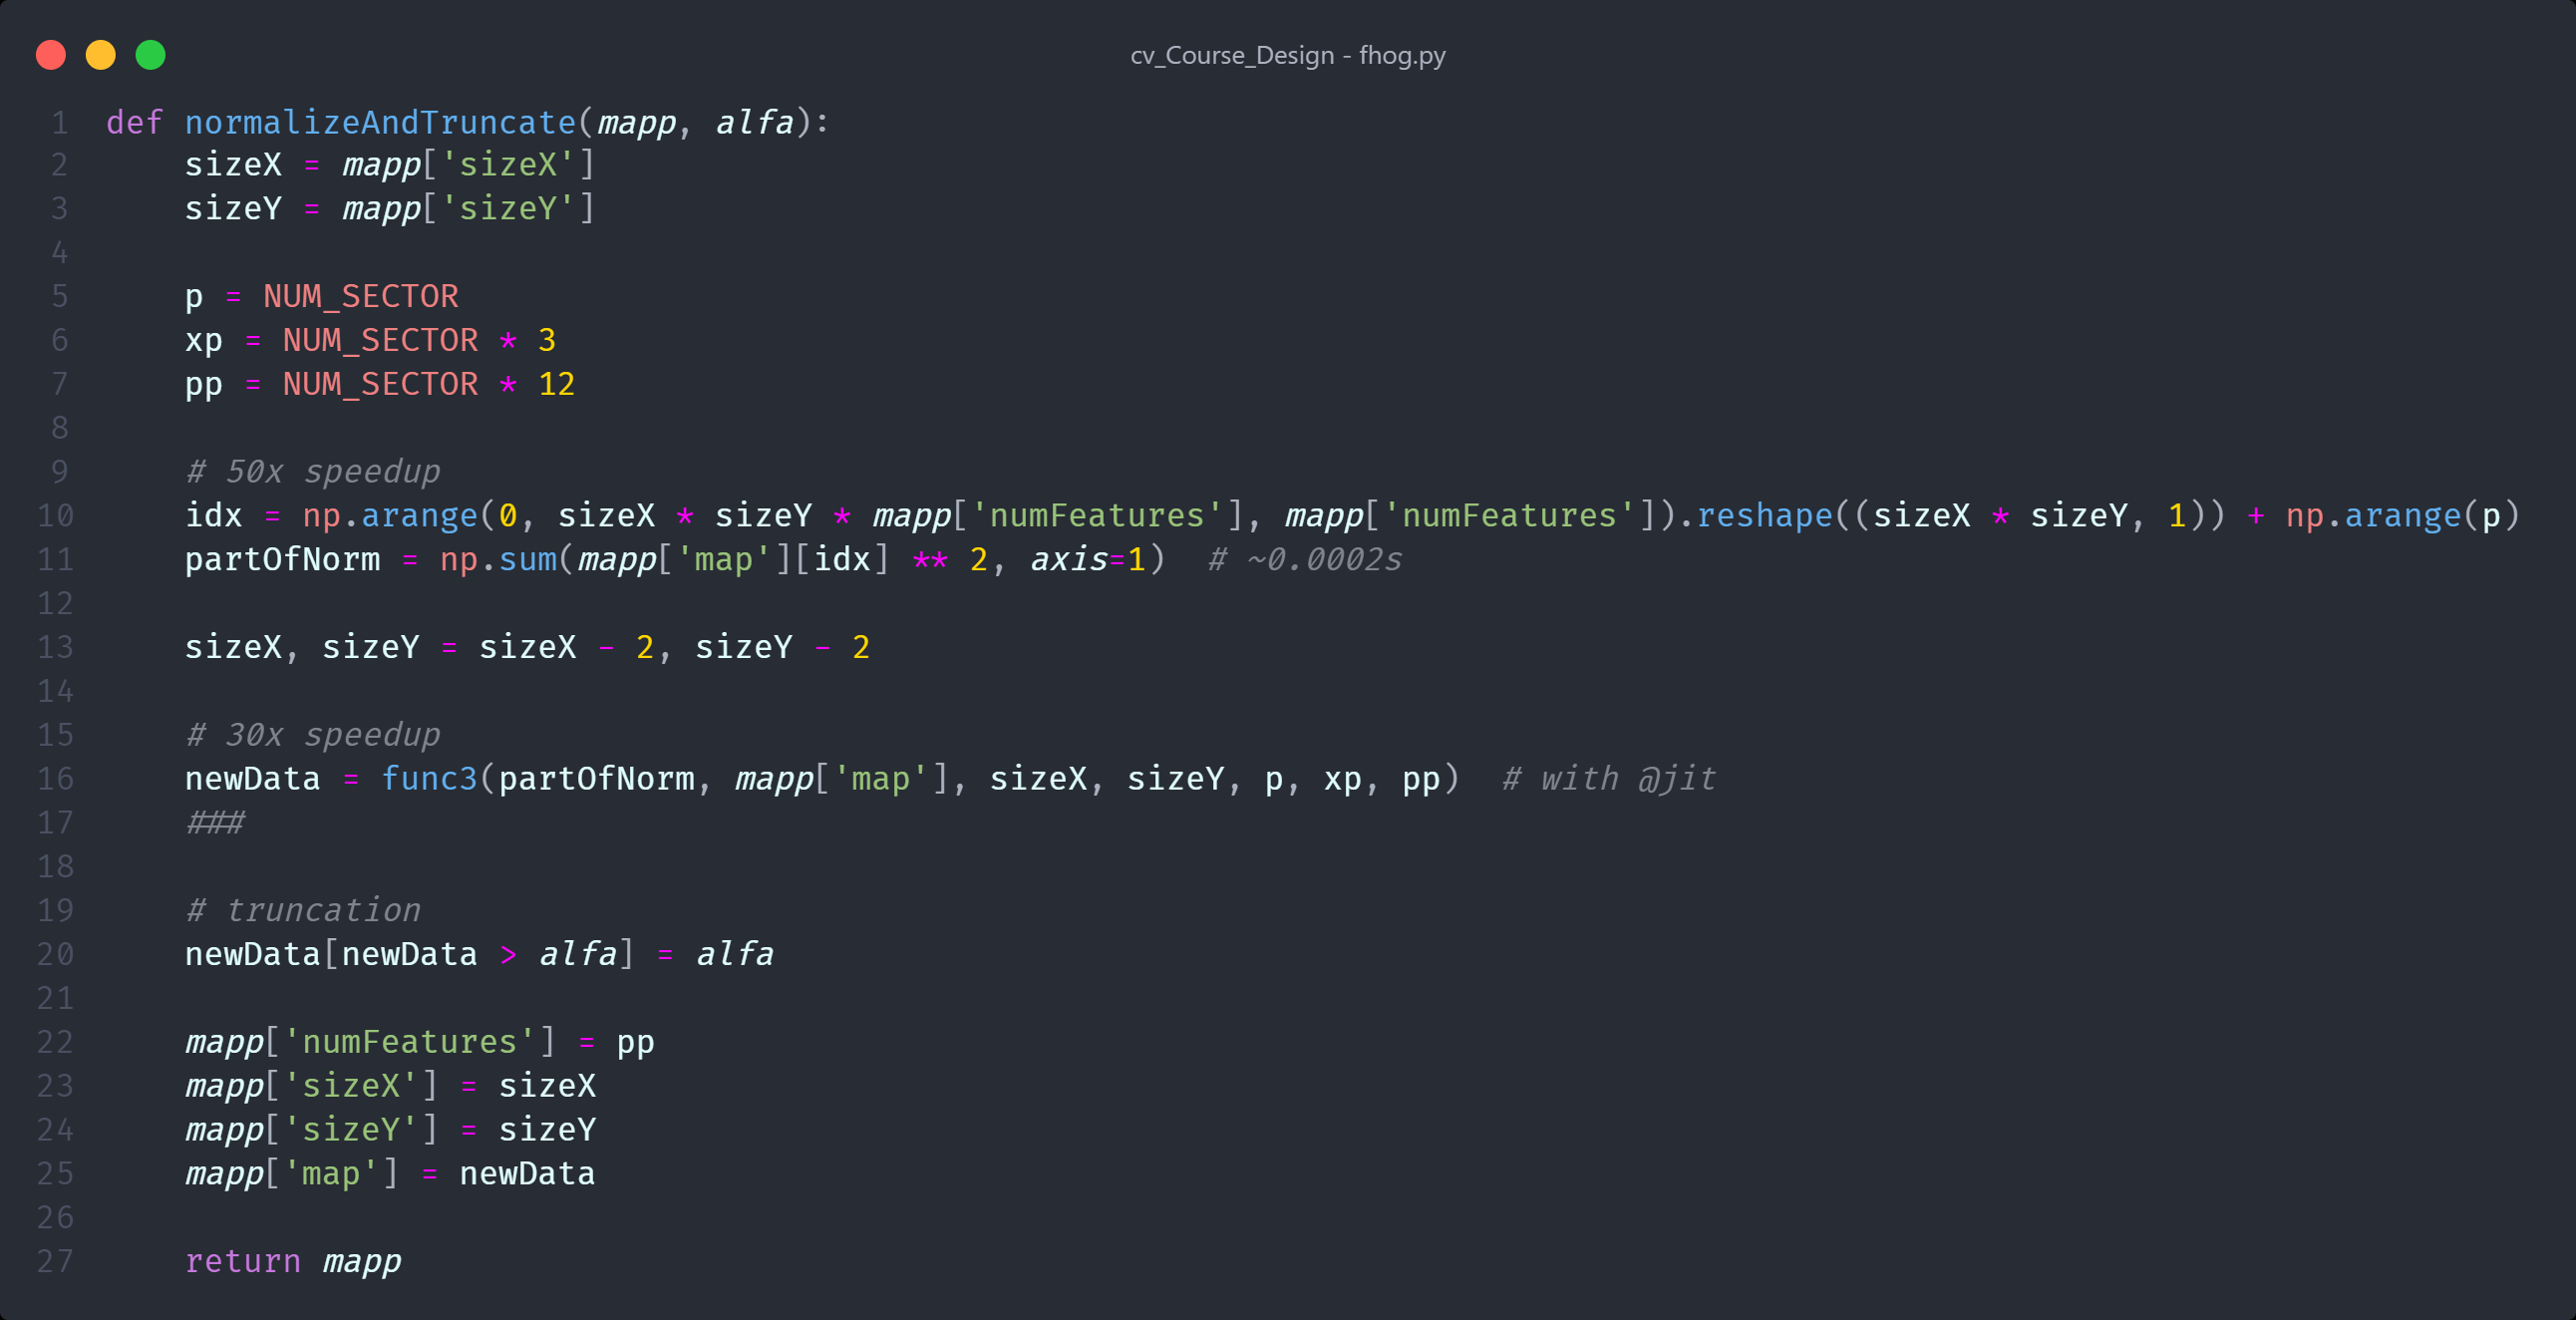 cv_Course_Design - fhog.py
1 def normalizeAndTruncate(mapp, alfa):
2     sizeX = mapp['sizeX']
3     sizeY = mapp['sizeY']
4
5     p = NUM_SECTOR
6     xp = NUM_SECTOR * 3
7     pp = NUM_SECTOR * 12
8
9     # 50x speedup
10     idx = np.arange(0, sizeX * sizeY * mapp['numFeatures'], mapp['numFeatures']).reshape((sizeX * sizeY, 1)) + np.arange(p)
11     partOfNorm = np.sum(mapp['map'][idx] ** 2, axis=1)  # ~0.0002s
12
13     sizeX, sizeY = sizeX - 2, sizeY - 2
14
15     # 30x speedup
16     newData = func3(partOfNorm, mapp['map'], sizeX, sizeY, p, xp, pp)  # with @jit
17     ###
18
19     # truncation
20     newData[newData > alfa] = alfa
21
22     mapp['numFeatures'] = pp
23     mapp['sizeX'] = sizeX
24     mapp['sizeY'] = sizeY
25     mapp['map'] = newData
26
27     return mapp